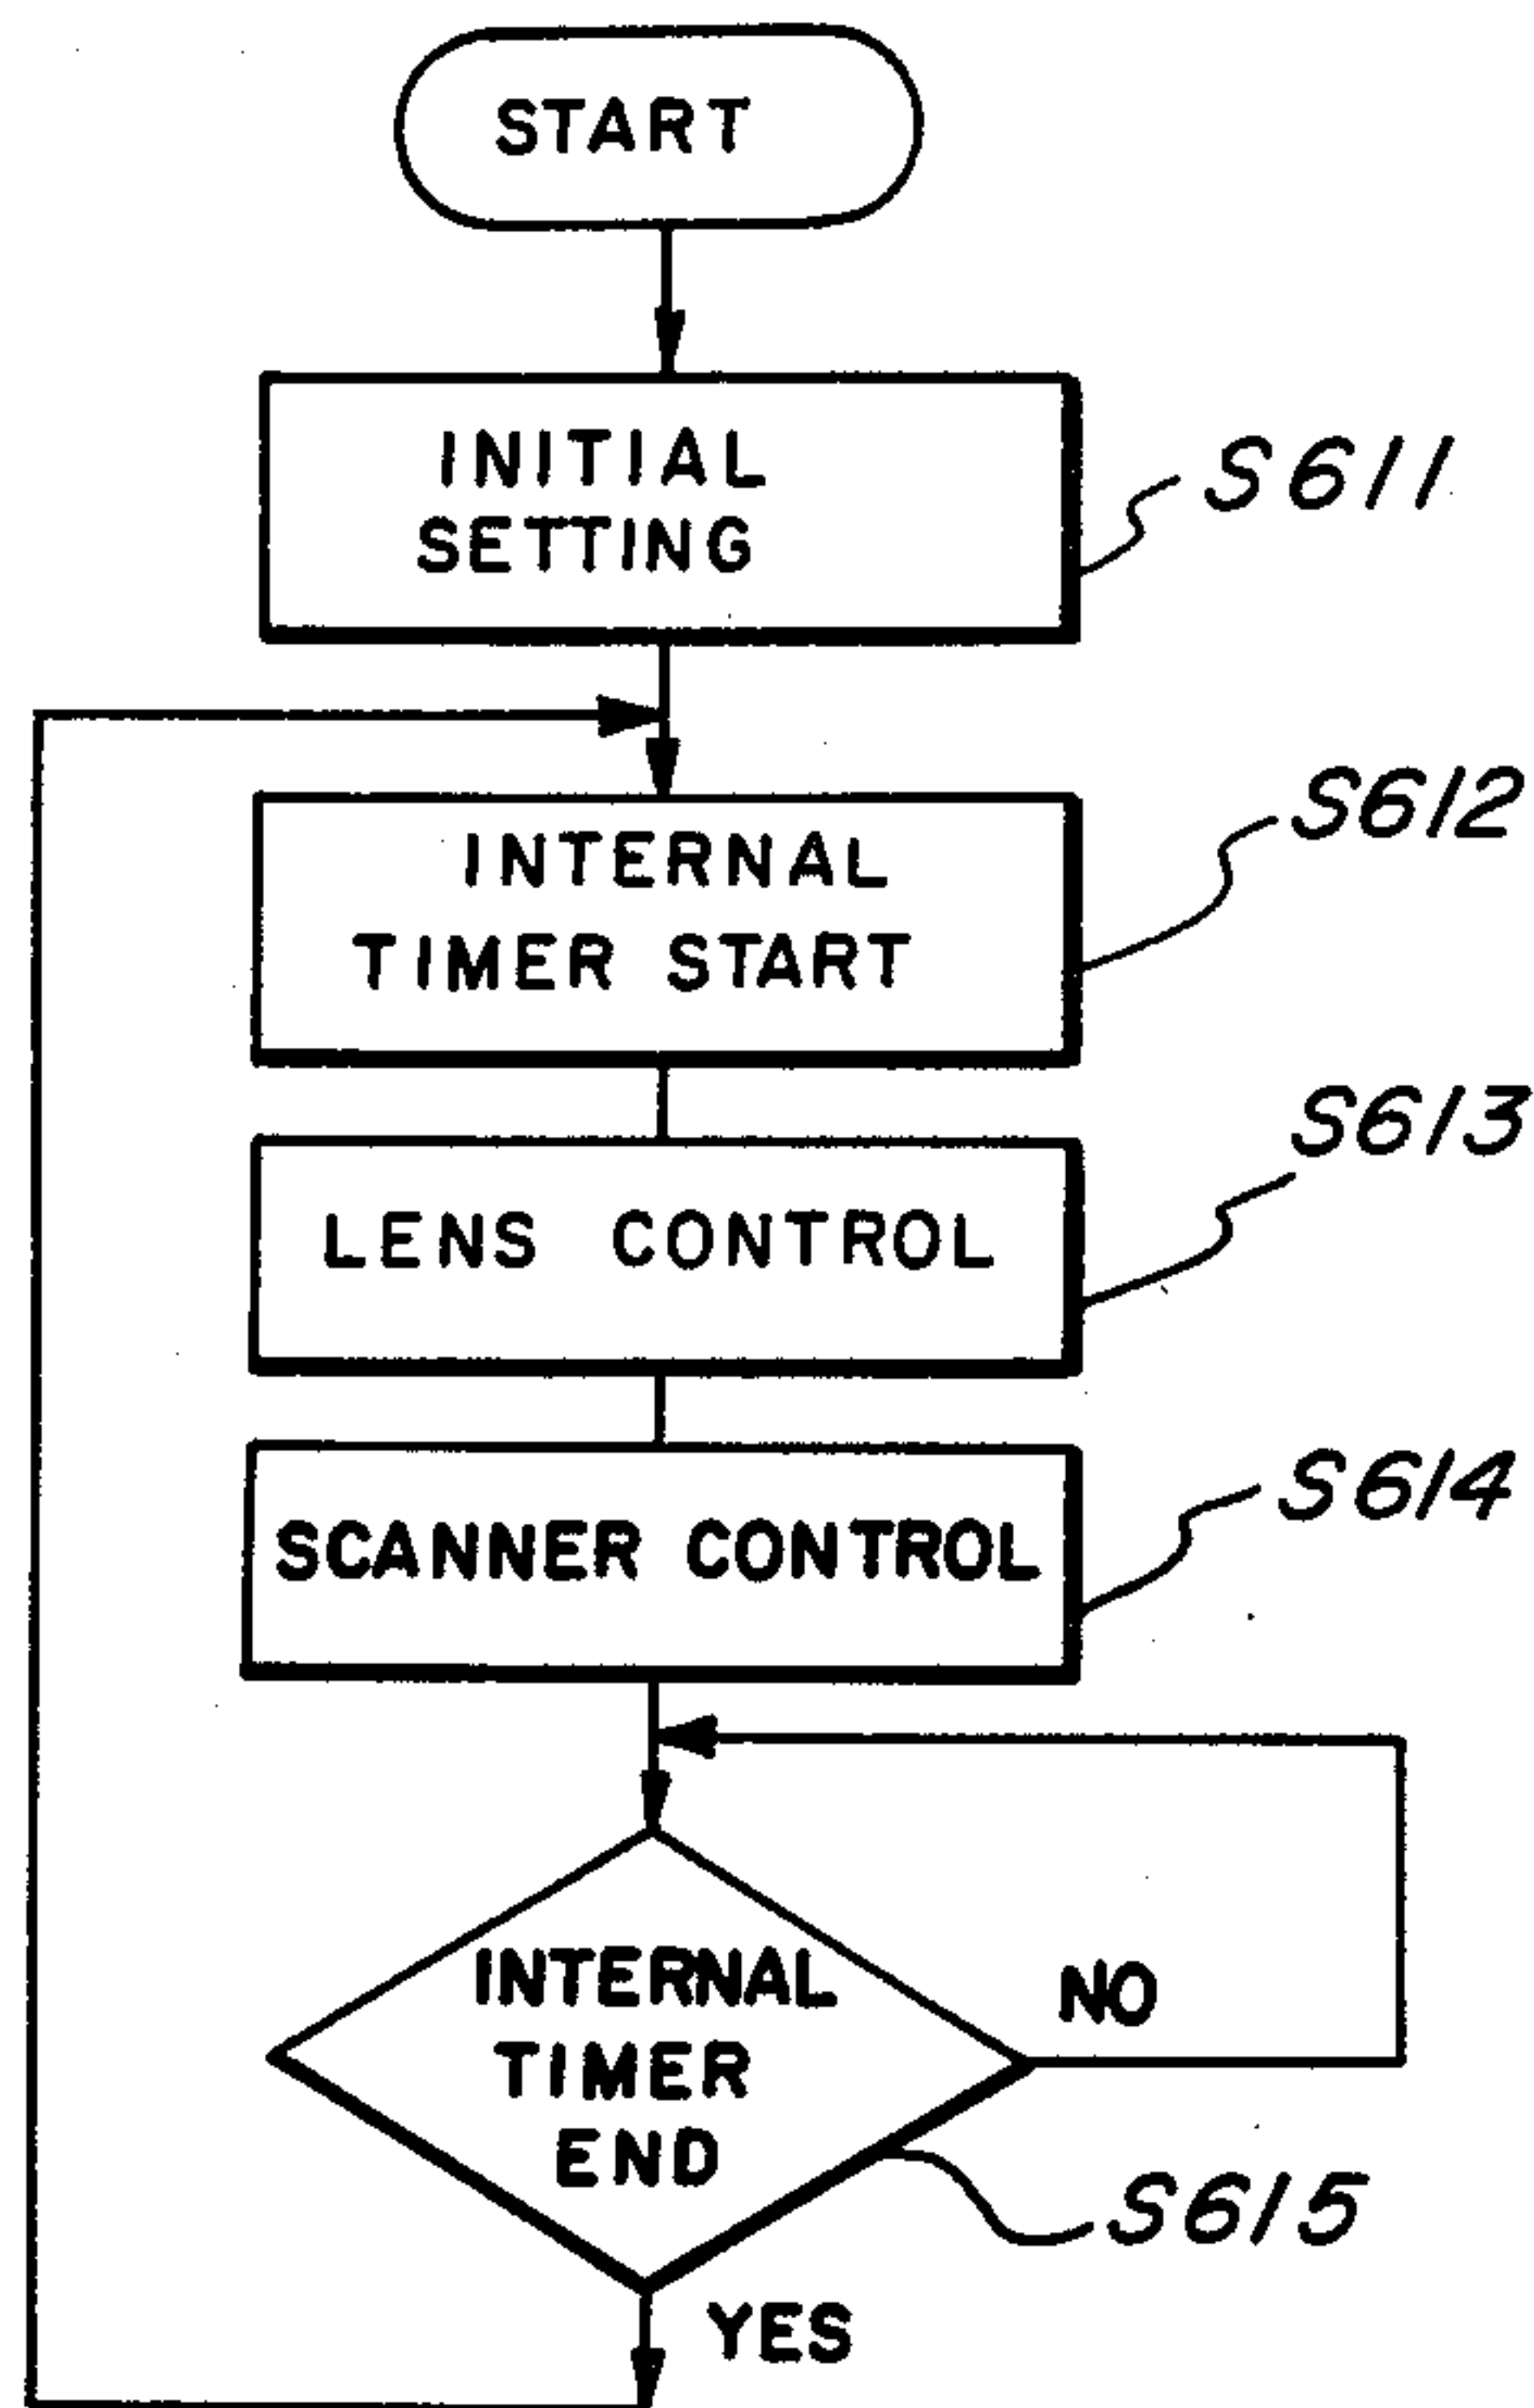 START
INITIAL
SETTING
S611
INTERNAL
TIMER START
S612
LENS CONTROL
S613
SCANNER CONTROL
S614
INTERNAL
TIMER
END
NO
S615
YES